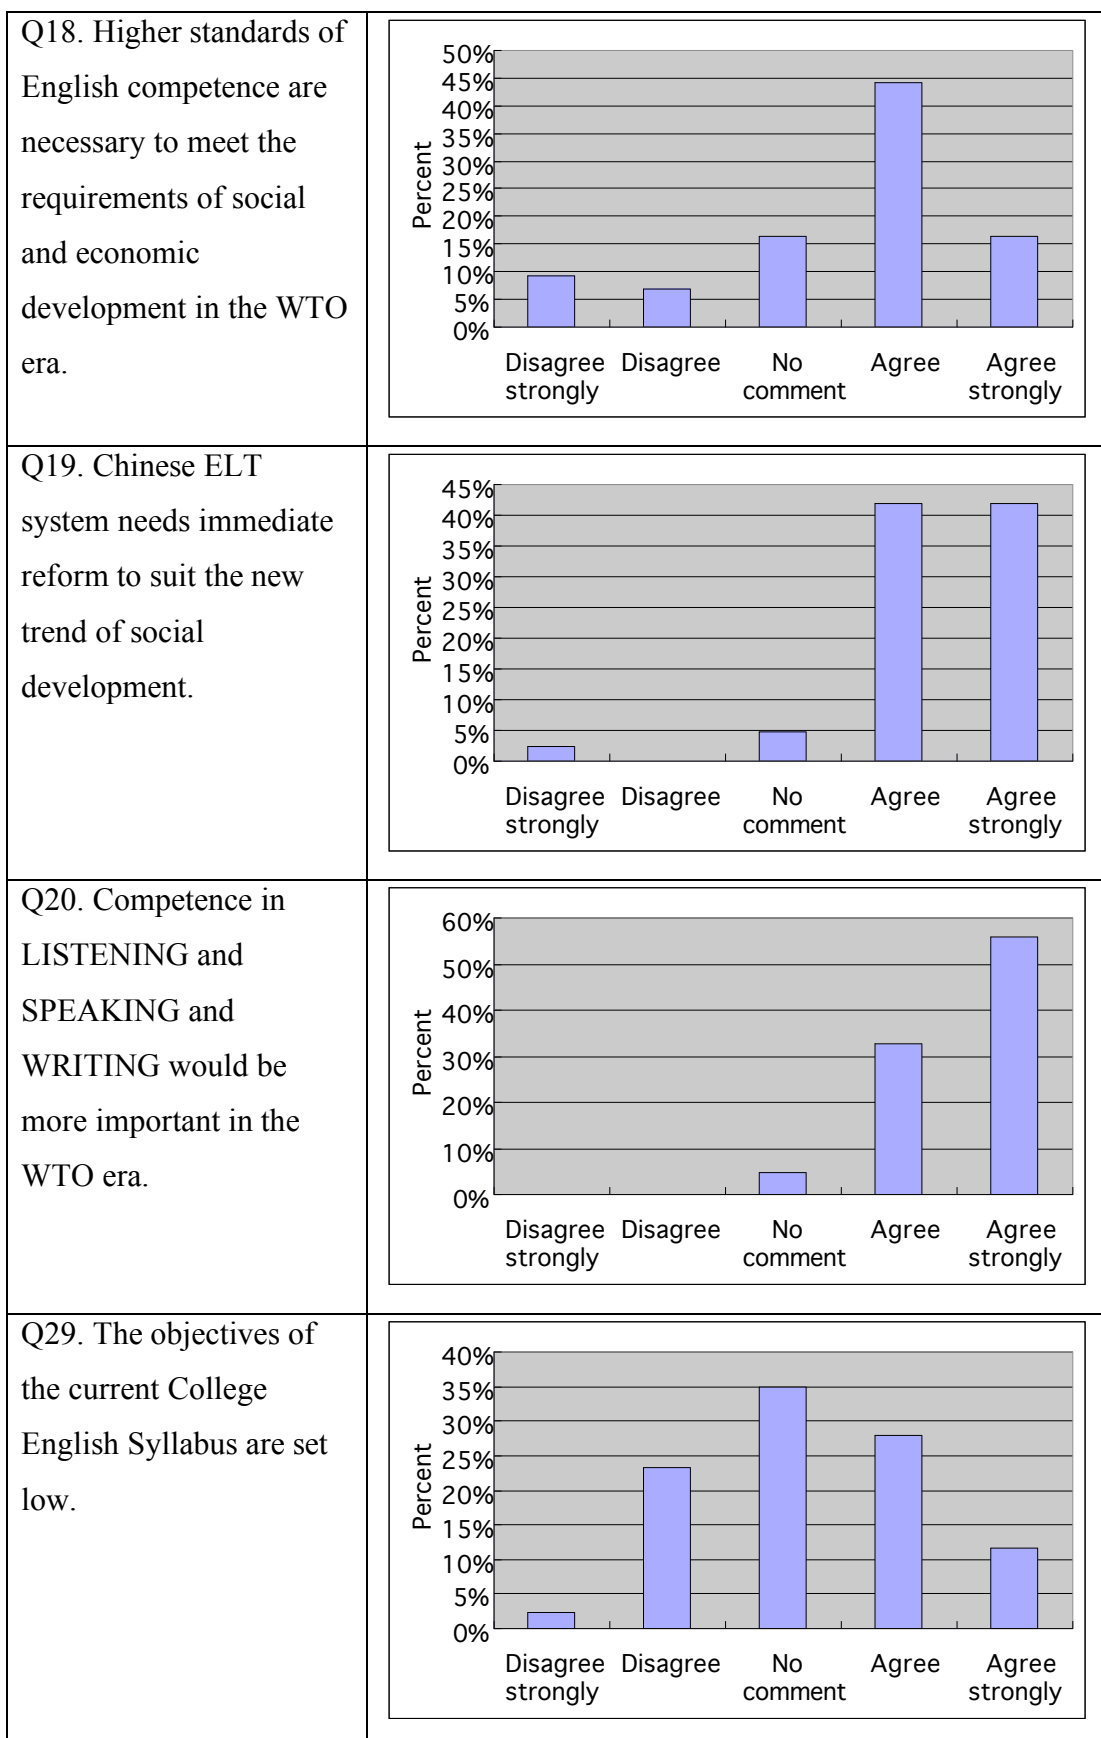 Q18. Higher standards of
English competence are
necessary to meet the
requirements of social
and economic
development in the WTO
era.
50%
45%
40%
35%
30%
25%
20%
15%
10%
5%
0%
Percent
Disagree strongly
Disagree
No comment
Agree
Agree strongly
Q19. Chinese ELT
system needs immediate
reform to suit the new
trend of social
development.
45%
40%
35%
30%
25%
20%
15%
10%
5%
0%
Percent
Disagree strongly
Disagree
No comment
Agree
Agree strongly
Q20. Competence in
LISTENING and
SPEAKING and
WRITING would be
more important in the
WTO era.
60%
50%
40%
30%
20%
10%
0%
Percent
Disagree strongly
Disagree
No comment
Agree
Agree strongly
Q29. The objectives of
the current College
English Syllabus are set
low.
40%
35%
30%
25%
20%
15%
10%
5%
0%
Percent
Disagree strongly
Disagree
No comment
Agree
Agree strongly